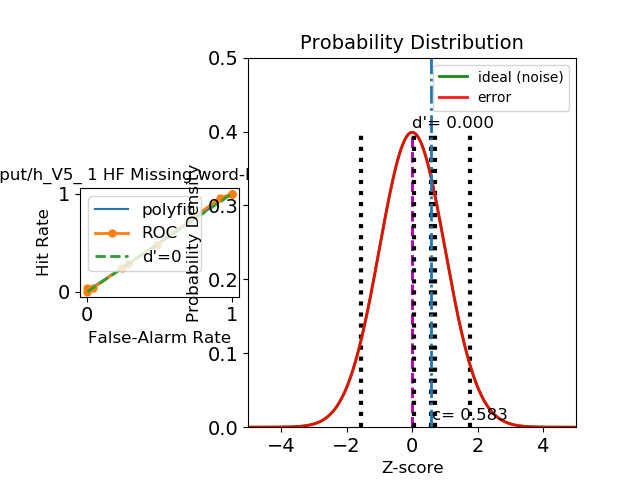 Probability Distribution
0.5
0.4
0.3
0.2
0.1
0.0
Probability Density
ideal (noise)
error
d'= 0.000
c= 0.583
−4
−2
0
2
4
Z-score
put/h_V5_ 1 HF Missing word-
1
0
Hit Rate
polyfit
ROC
d'=0
0
1
False-Alarm Rate